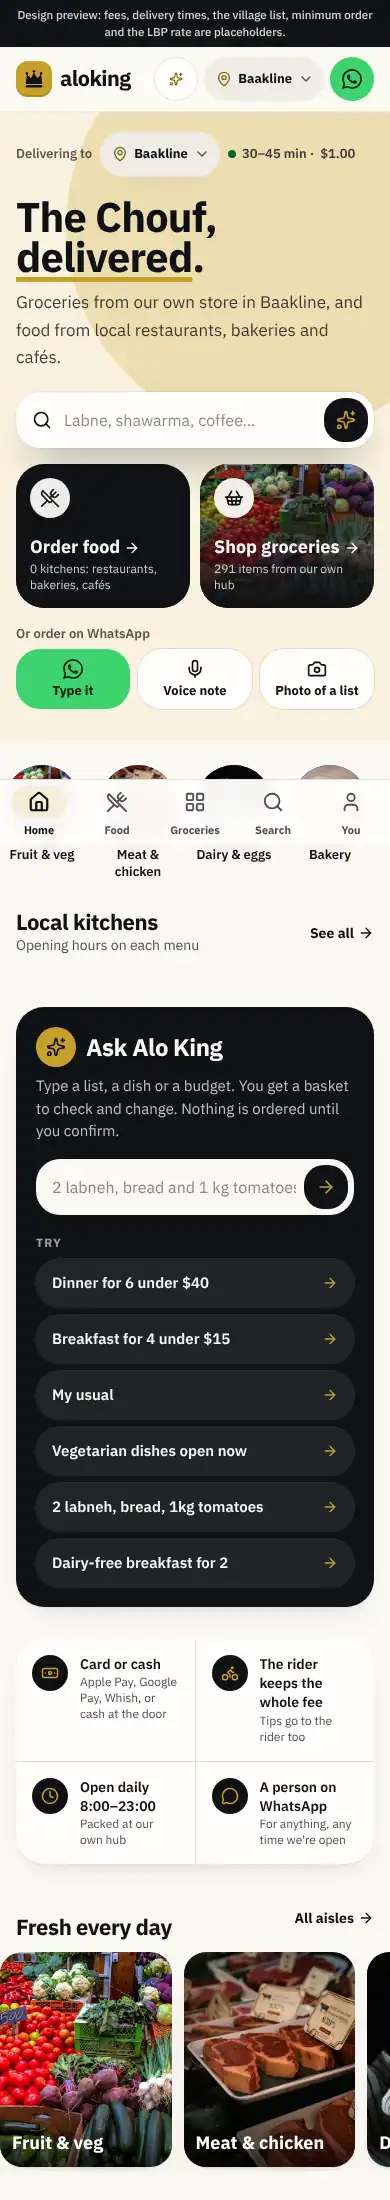 Design preview: fees, delivery times, the village list, minimum order
and the LBP rate are placeholders.
aloking
Baakline
Delivering to
Baakline
30–45 min · $1.00
The Chouf,
delivered.
Groceries from our own store in Baakline, and
food from local restaurants, bakeries and
cafés.
Labne, shawarma, coffee...
Order food →
0 kitchens: restaurants,
bakeries, cafés
Shop groceries →
291 items from our own
hub
Or order on WhatsApp
Type it
Voice note
Photo of a list
Home
Food
Groceries
Search
You
Fruit & veg
Meat &
chicken
Dairy & eggs
Bakery
Local kitchens
Opening hours on each menu
See all →
Ask Alo King
Type a list, a dish or a budget. You get a basket
to check and change. Nothing is ordered until
you confirm.
2 labneh, bread and 1 kg tomatoes
TRY
Dinner for 6 under $40
Breakfast for 4 under $15
My usual
Vegetarian dishes open now
2 labneh, bread, 1kg tomatoes
Dairy-free breakfast for 2
Card or cash
Apple Pay, Google
Pay, Whish, or
cash at the door
The rider
keeps the
whole fee
Tips go to the
rider too
Open daily
8:00–23:00
Packed at our
own hub
A person on
WhatsApp
For anything, any
time we're open
Fresh every day
All aisles →
Fruit & veg
Meat & chicken
D